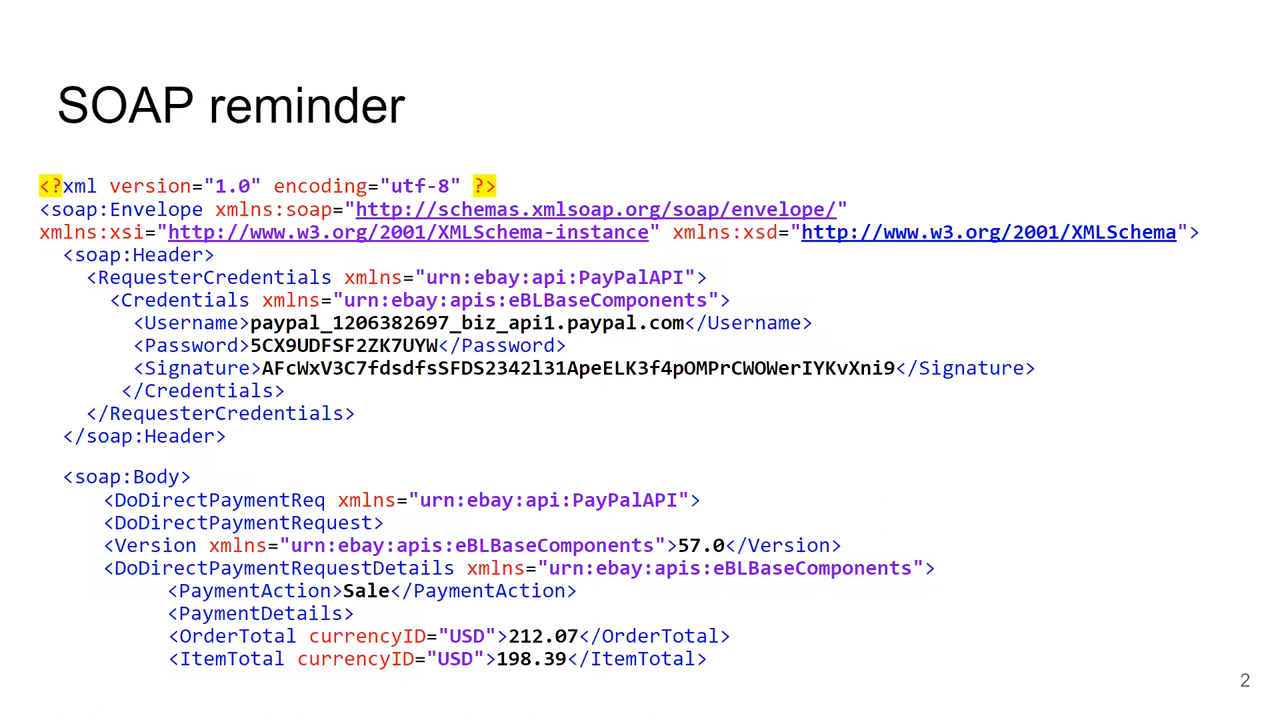 SOAP reminder
<?xml version="1.0" encoding="utf-8" ?>
<soap:Envelope xmlns:soap="http://schemas.xmlsoap.org/soap/envelope/"
xmlns:xsi="http://www.w3.org/2001/XMLSchema-instance" xmlns:xsd="http://www.w3.org/2001/XMLSchema">
<soap:Header>
<RequesterCredentials xmlns="urn:ebay:api:PayPalAPI">
<Credentials xmlns="urn:ebay:apis:eBLBaseComponents">
<Username>paypal_1206382697_biz_api1.paypal.com</Username>
<Password>5CX9UDFSF2ZK7UYW</Password>
<Signature>AFcWxV3C7fdsdfsSFDS2342l31ApeELK3f4pOMPrCWOWerIYKvXni9</Signature>
</Credentials>
</RequesterCredentials>
</soap:Header>
<soap:Body>
<DoDirectPaymentReq xmlns="urn:ebay:api:PayPalAPI">
<DoDirectPaymentRequest>
<Version xmlns="urn:ebay:apis:eBLBaseComponents">57.0</Version>
<DoDirectPaymentRequestDetails xmlns="urn:ebay:apis:eBLBaseComponents">
<PaymentAction>Sale</PaymentAction>
<PaymentDetails>
<OrderTotal currencyID="USD">212.07</OrderTotal>
<ItemTotal currencyID="USD">198.39</ItemTotal>
2